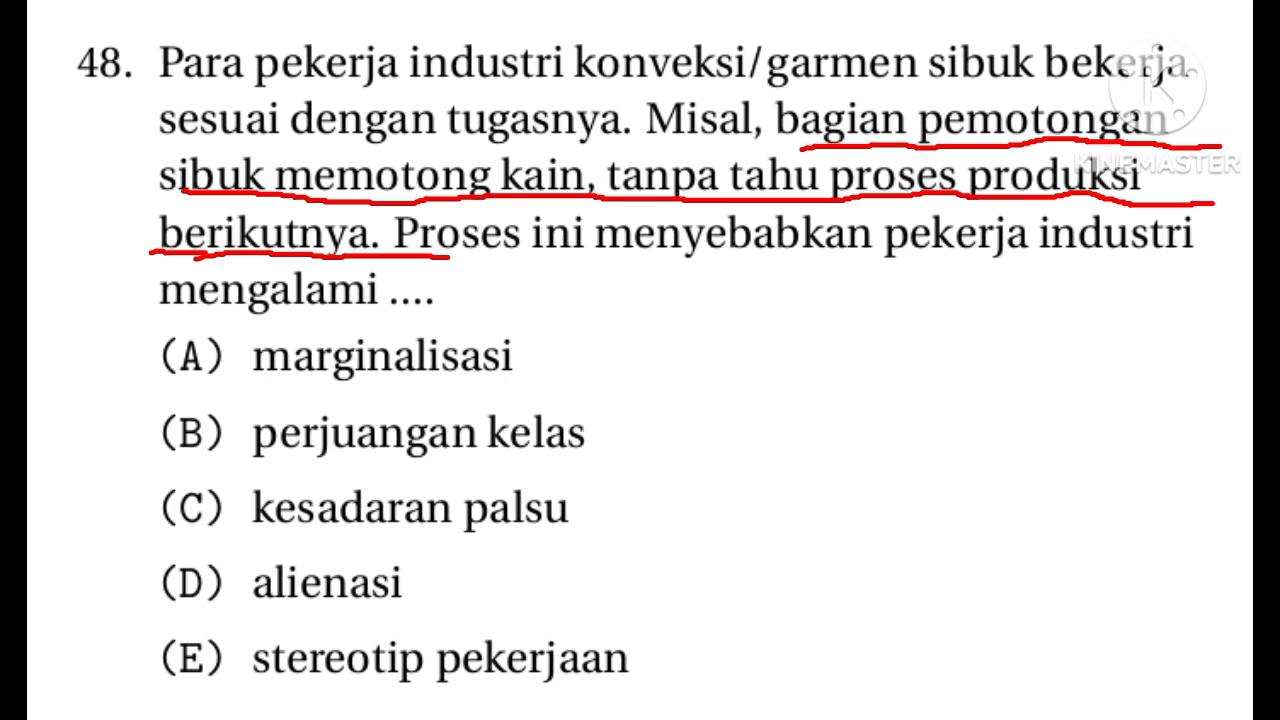 48. Para pekerja industri konveksi/garmen sibuk bekerja
sesuai dengan tugasnya. Misal, bagian pemotongan
sibuk memotong kain, tanpa tahu proses produksi
berikutnya. Proses ini menyebabkan pekerja industri
mengalami ....
(A) marginalisasi
(B) perjuangan kelas
(C) kesadaran palsu
(D) alienasi
(E) stereotip pekerjaan
K
KINEMASTER